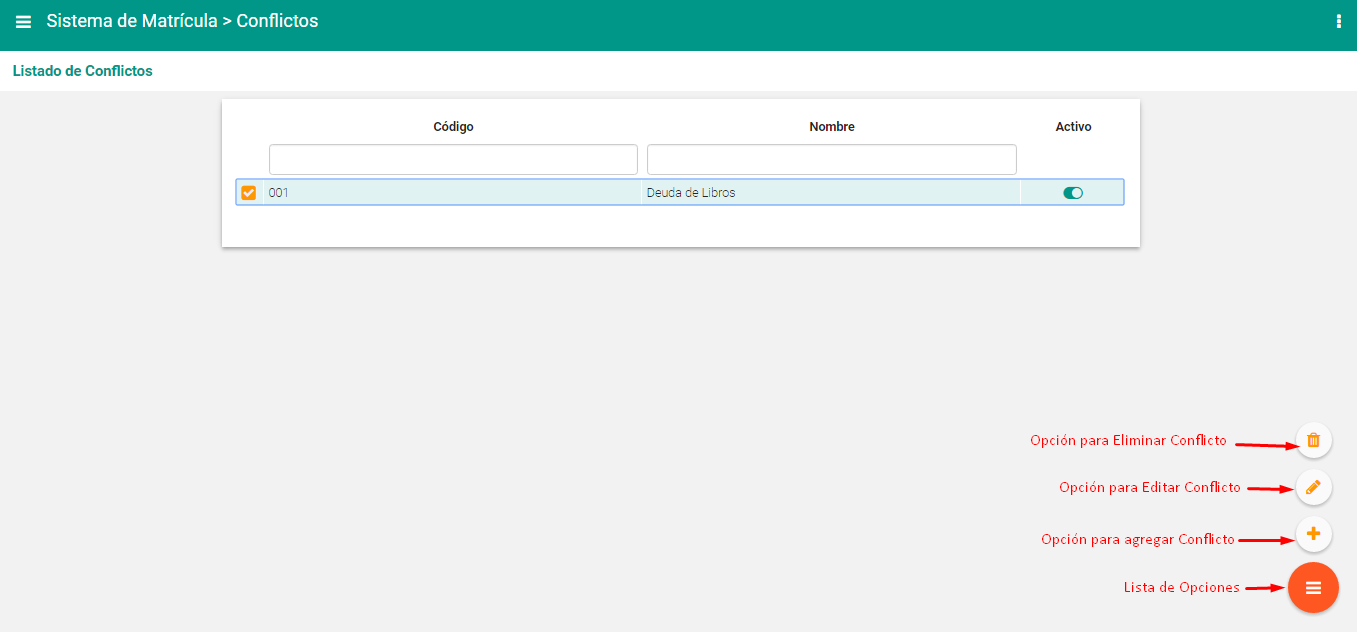 Sistema de Matrícula > Conflictos
Listado de Conflictos
Código Nombre Activo
001 Deuda de Libros
Opción para Eliminar Conflicto
Opción para Editar Conflicto
Opción para agregar Conflicto
Lista de Opciones